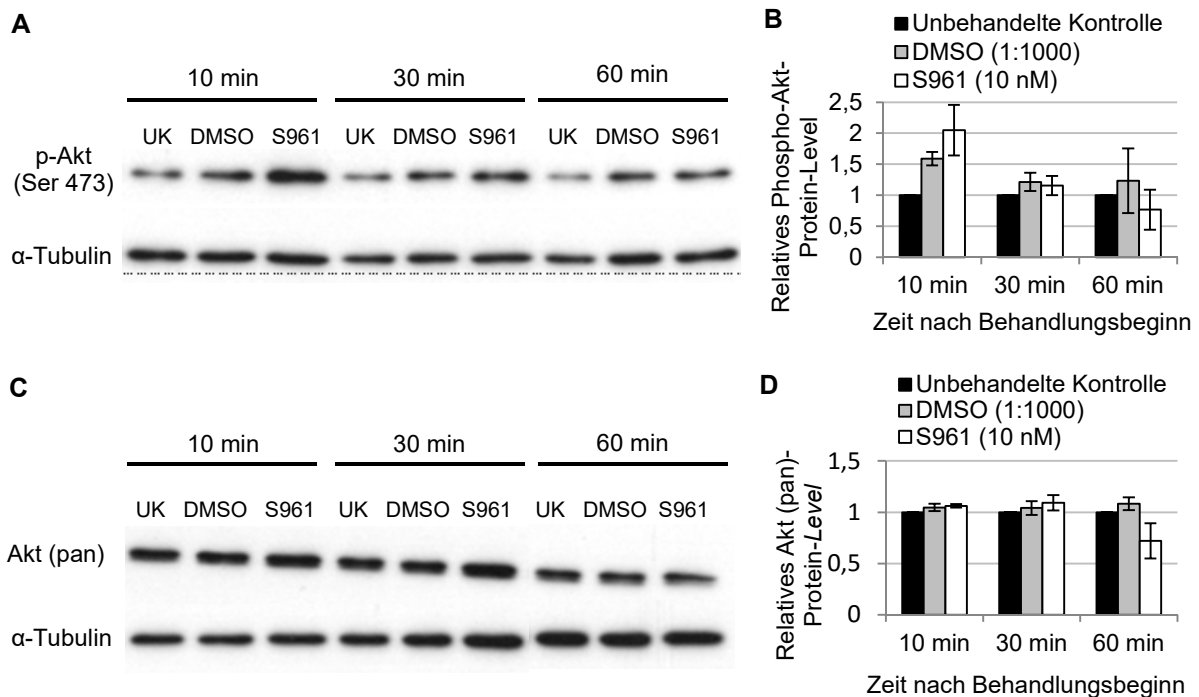 A
10 min 30 min 60 min
UK DMSO S961 UK DMSO S961 UK DMSO S961
p-Akt
(Ser 473)
α-Tubulin
B
Unbehandelte Kontrolle
DMSO (1:1000)
S961 (10 nM)
Relatives Phospho-Akt-
Protein-Level
2,5
2
1,5
1
0,5
0
10 min 30 min 60 min
Zeit nach Behandlungsbeginn
C
10 min 30 min 60 min
UK DMSO S961 UK DMSO S961 UK DMSO S961
Akt (pan)
α-Tubulin
D
Unbehandelte Kontrolle
DMSO (1:1000)
S961 (10 nM)
Relatives Akt (pan)-
Protein-Level
1,5
1
0,5
0
10 min 30 min 60 min
Zeit nach Behandlungsbeginn